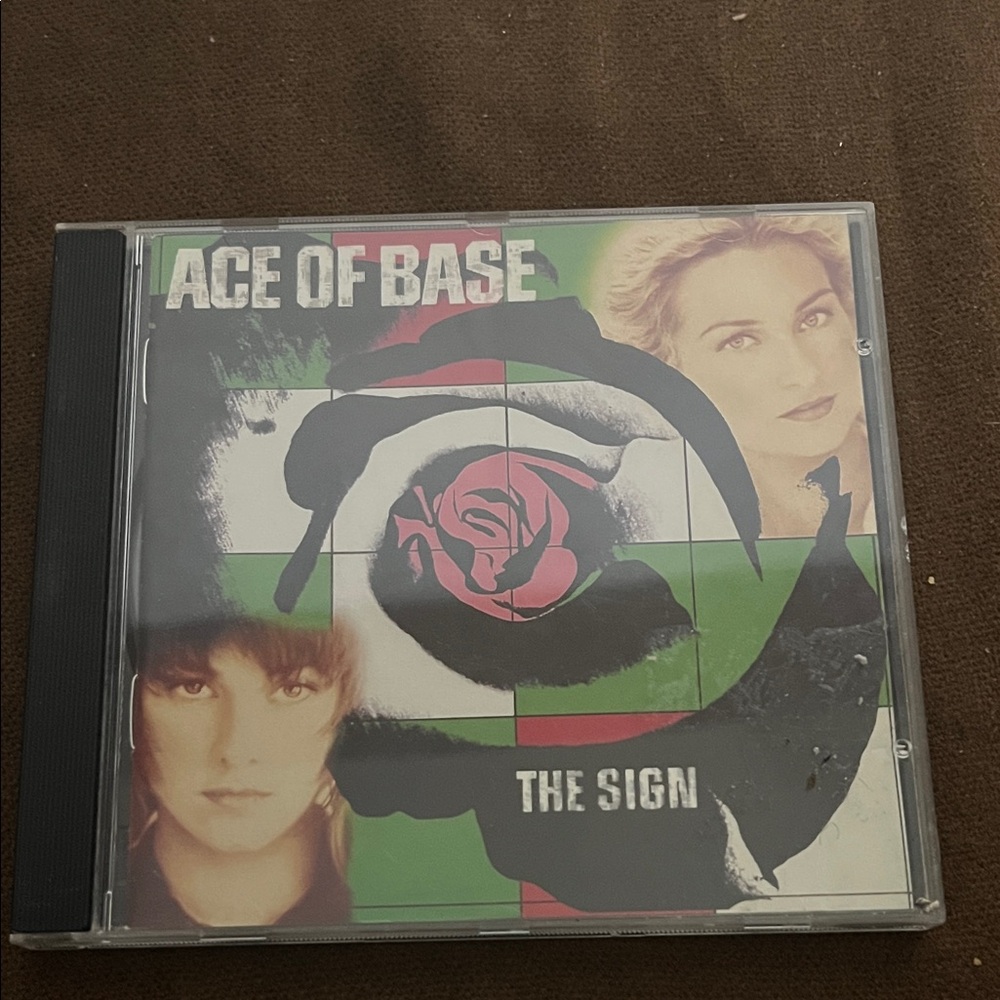 ACE OF BASE
THE SIGN